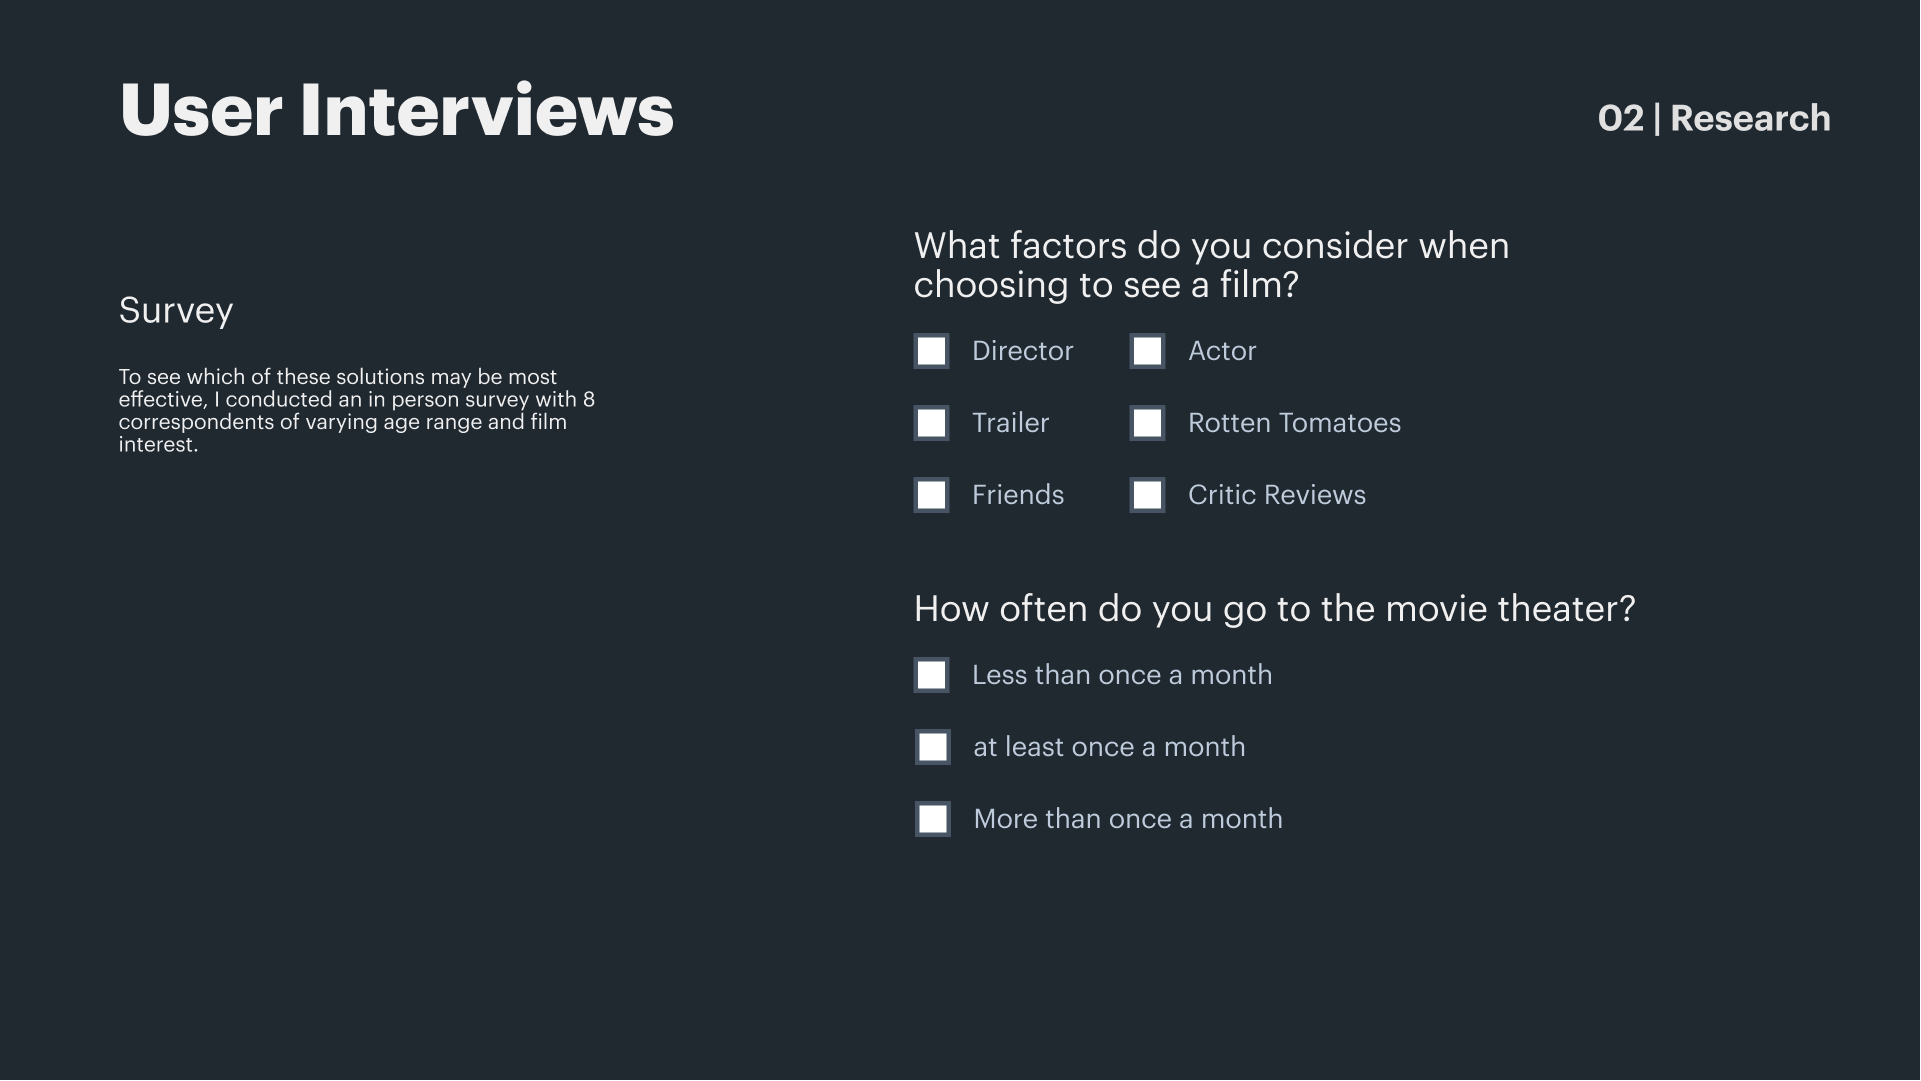 User Interviews
02 | Research
Survey
To see which of these solutions may be most
effective, I conducted an in person survey with 8
correspondents of varying age range and film
interest.
What factors do you consider when
choosing to see a film?
Director
Actor
Trailer
Rotten Tomatoes
Friends
Critic Reviews
How often do you go to the movie theater?
Less than once a month
at least once a month
More than once a month